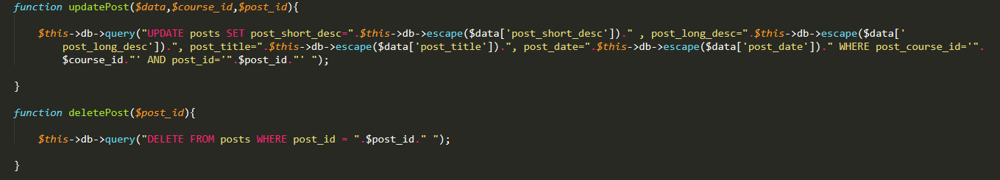 function updatePost($data,$course_id,$post_id){
$this->db->query("UPDATE posts SET post_short_desc=".$this->db->escape($data['post_short_desc'])." , post_long_desc=".$this->db->escape($data['
post_long_desc']).", post_title=".$this->db->escape($data['post_title']).", post_date=".$this->db->escape($data['post_date'])." WHERE post_course_id='".
$course_id."' AND post_id='".$post_id."' ");
}
function deletePost($post_id){
$this->db->query("DELETE FROM posts WHERE post_id = ".$post_id." ");
}